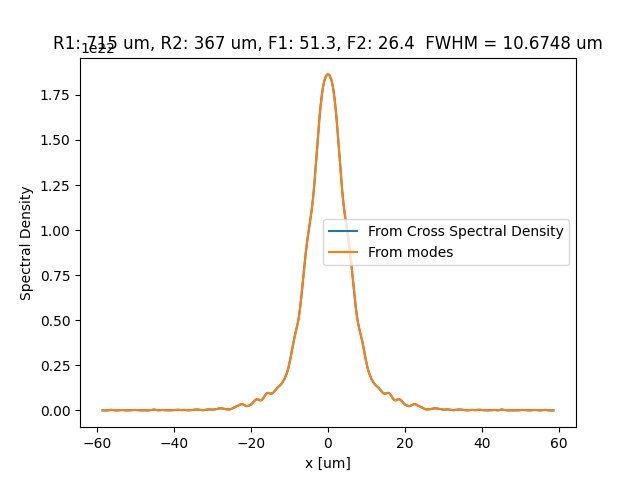 R1: 715 um, R2: 367 um, F1: 51.3, F2: 26.4  FWHM = 10.6748 um
1e22
1.75
1.50
1.25
1.00
0.75
0.50
0.25
0.00
Spectral Density
From Cross Spectral Density
From modes
−60 −40 −20 0 20 40 60
x [um]